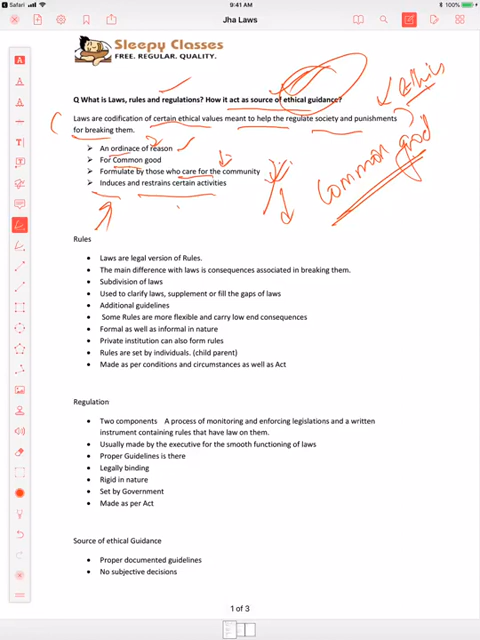 Safari
9:41 AM
100%
Jha Laws
Sleepy Classes
FREE. REGULAR. QUALITY.
Q What is Laws, rules and regulations? How it act as source of ethical guidance?
Laws are codification of certain ethical values meant to help the regulate society and punishments
for breaking them.
ethics
common good
➢ An ordinace of reason
➢ For Common good
➢ Formulate by those who care for the community
➢ Induces and restrains certain activities
Rules
• Laws are legal version of Rules.
• The main difference with laws is consequences associated in breaking them.
• Subdivision of laws
• Used to clarify laws, supplement or fill the gaps of laws
• Additional guidelines
• Some Rules are more flexible and carry low end consequences
• Formal as well as informal in nature
• Private institution can also form rules
• Rules are set by individuals. (child parent)
• Made as per conditions and circumstances as well as Act
Regulation
• Two components A process of monitoring and enforcing legislations and a written
instrument containing rules that have law on them.
• Usually made by the executive for the smooth functioning of laws
• Proper Guidelines is there
• Legally binding
• Rigid in nature
• Set by Government
• Made as per Act
Source of ethical Guidance
• Proper documented guidelines
• No subjective decisions
1 of 3